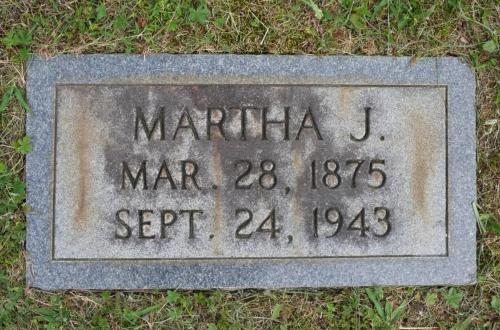 MARTHA J.
MAR. 28, 1875
SEPT. 24, 1943